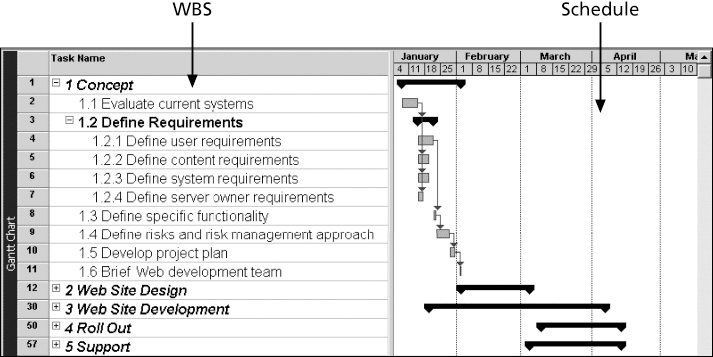 WBS Schedule
Task Name January February March April Ma
4 11 18 25 1 8 15 22 1 8 15 22 29 5 12 19 26 3 10
1 1 Concept
2 1.1 Evaluate current systems
3 1.2 Define Requirements
4 1.2.1 Define user requirements
5 1.2.2 Define content requirements
6 1.2.3 Define system requirements
7 1.2.4 Define server owner requirements
8 1.3 Define specific functionality
9 1.4 Define risks and risk management approach
10 1.5 Develop project plan
11 1.6 Brief Web development team
12 2 Web Site Design
30 3 Web Site Development
50 4 Roll Out
57 5 Support
Gantt Chart